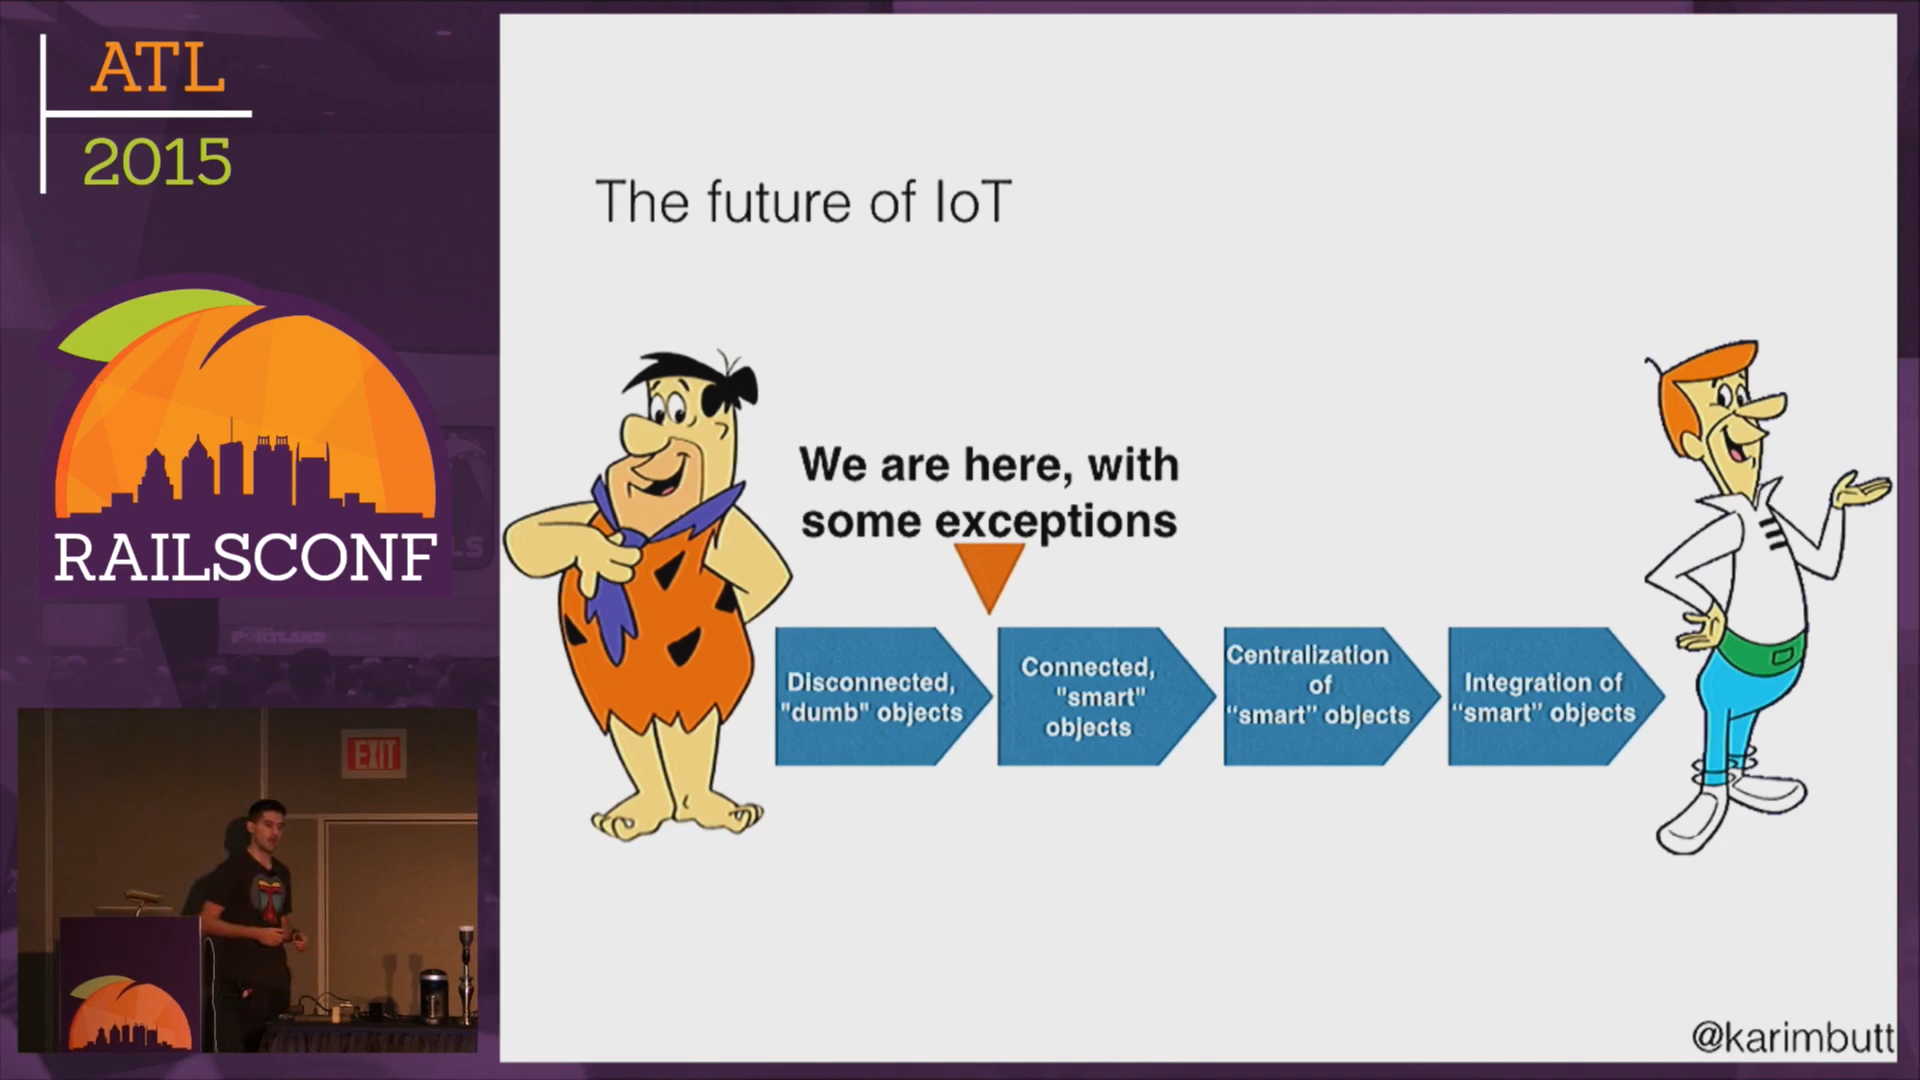 ATL
2015
RAILSCONF
EXIT
The future of IoT
We are here, with
some exceptions
Disconnected,
"dumb" objects
Connected,
"smart"
objects
Centralization
of
“smart” objects
Integration of
“smart” objects
@karimbutt
PORTLAND